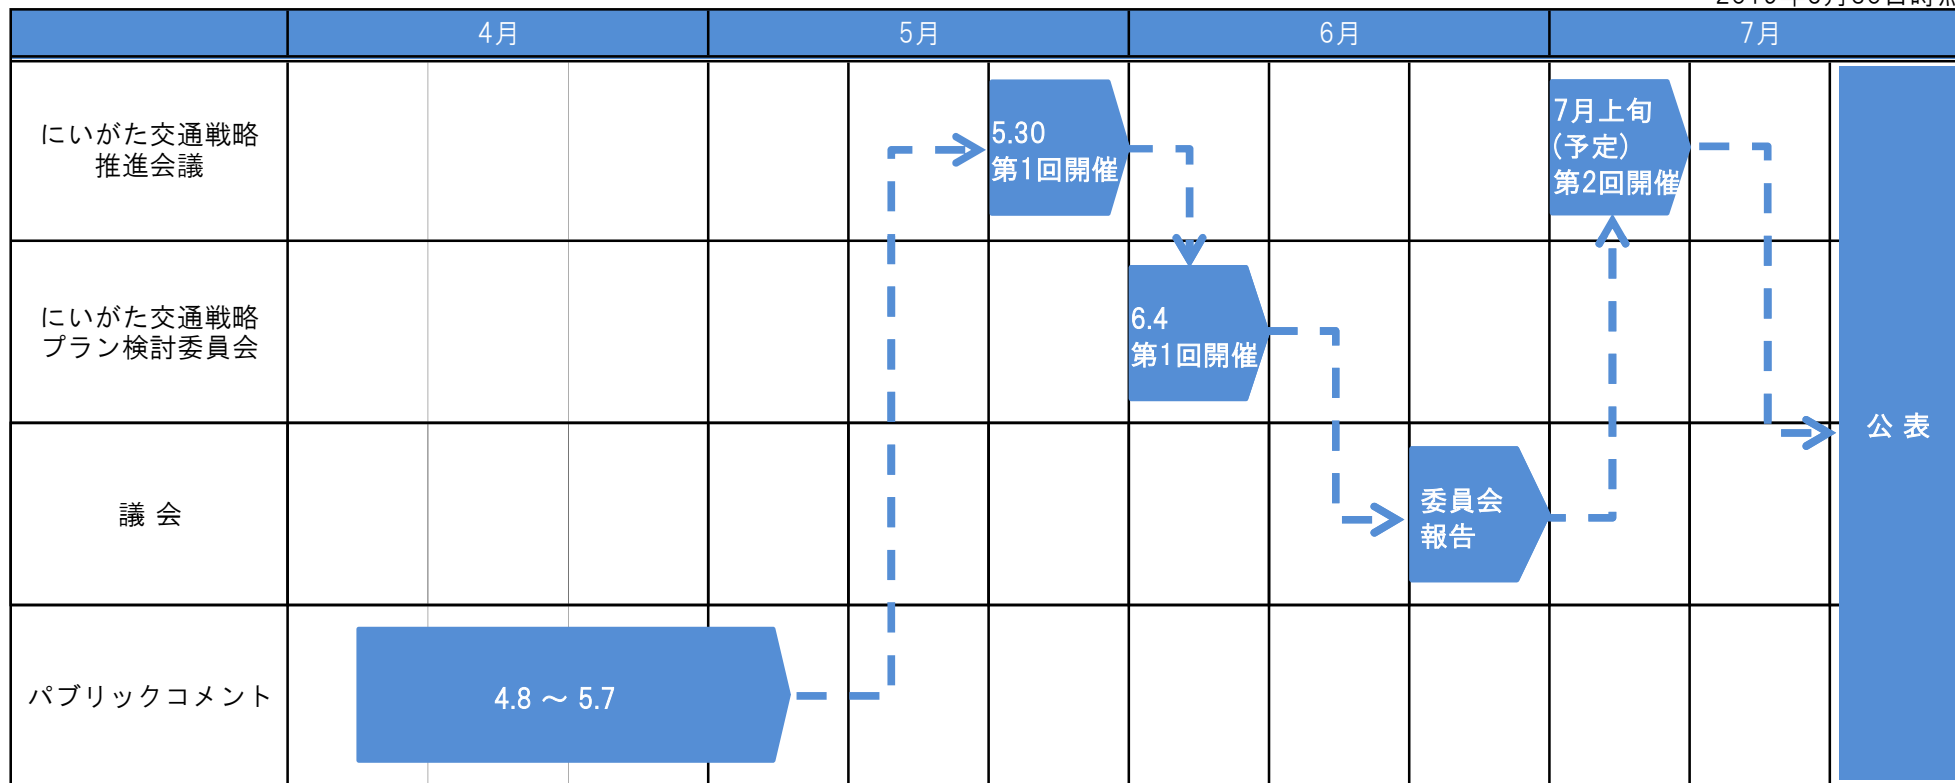 4月 5月 6月 7月
にいがた交通戦略
推進会議
5.30
第1回開催
7月上旬
(予定)
第2回開催
にいがた交通戦略
プラン検討委員会
6.4
第1回開催
公表
議会
委員会
報告
パブリックコメント
4.8 ～ 5.7